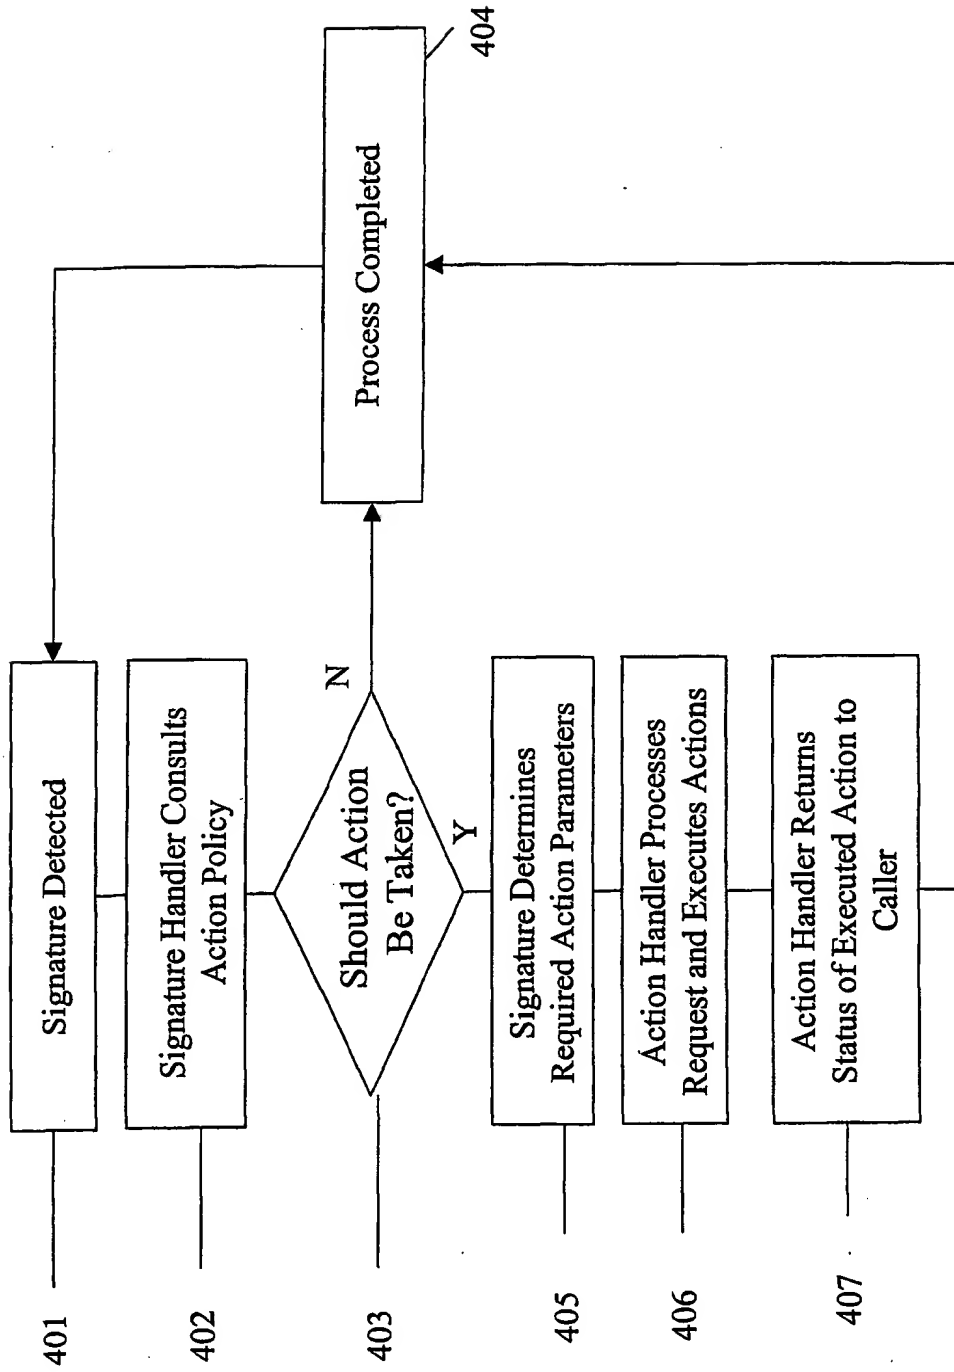 401
Signature Detected
402
Signature Handler Consults
Action Policy
403
Should Action
Be Taken?
N
Y
Process Completed
404
405
Signature Determines
Required Action Parameters
406
Action Handler Processes
Request and Executes Actions
407
Action Handler Returns
Status of Executed Action to
Caller